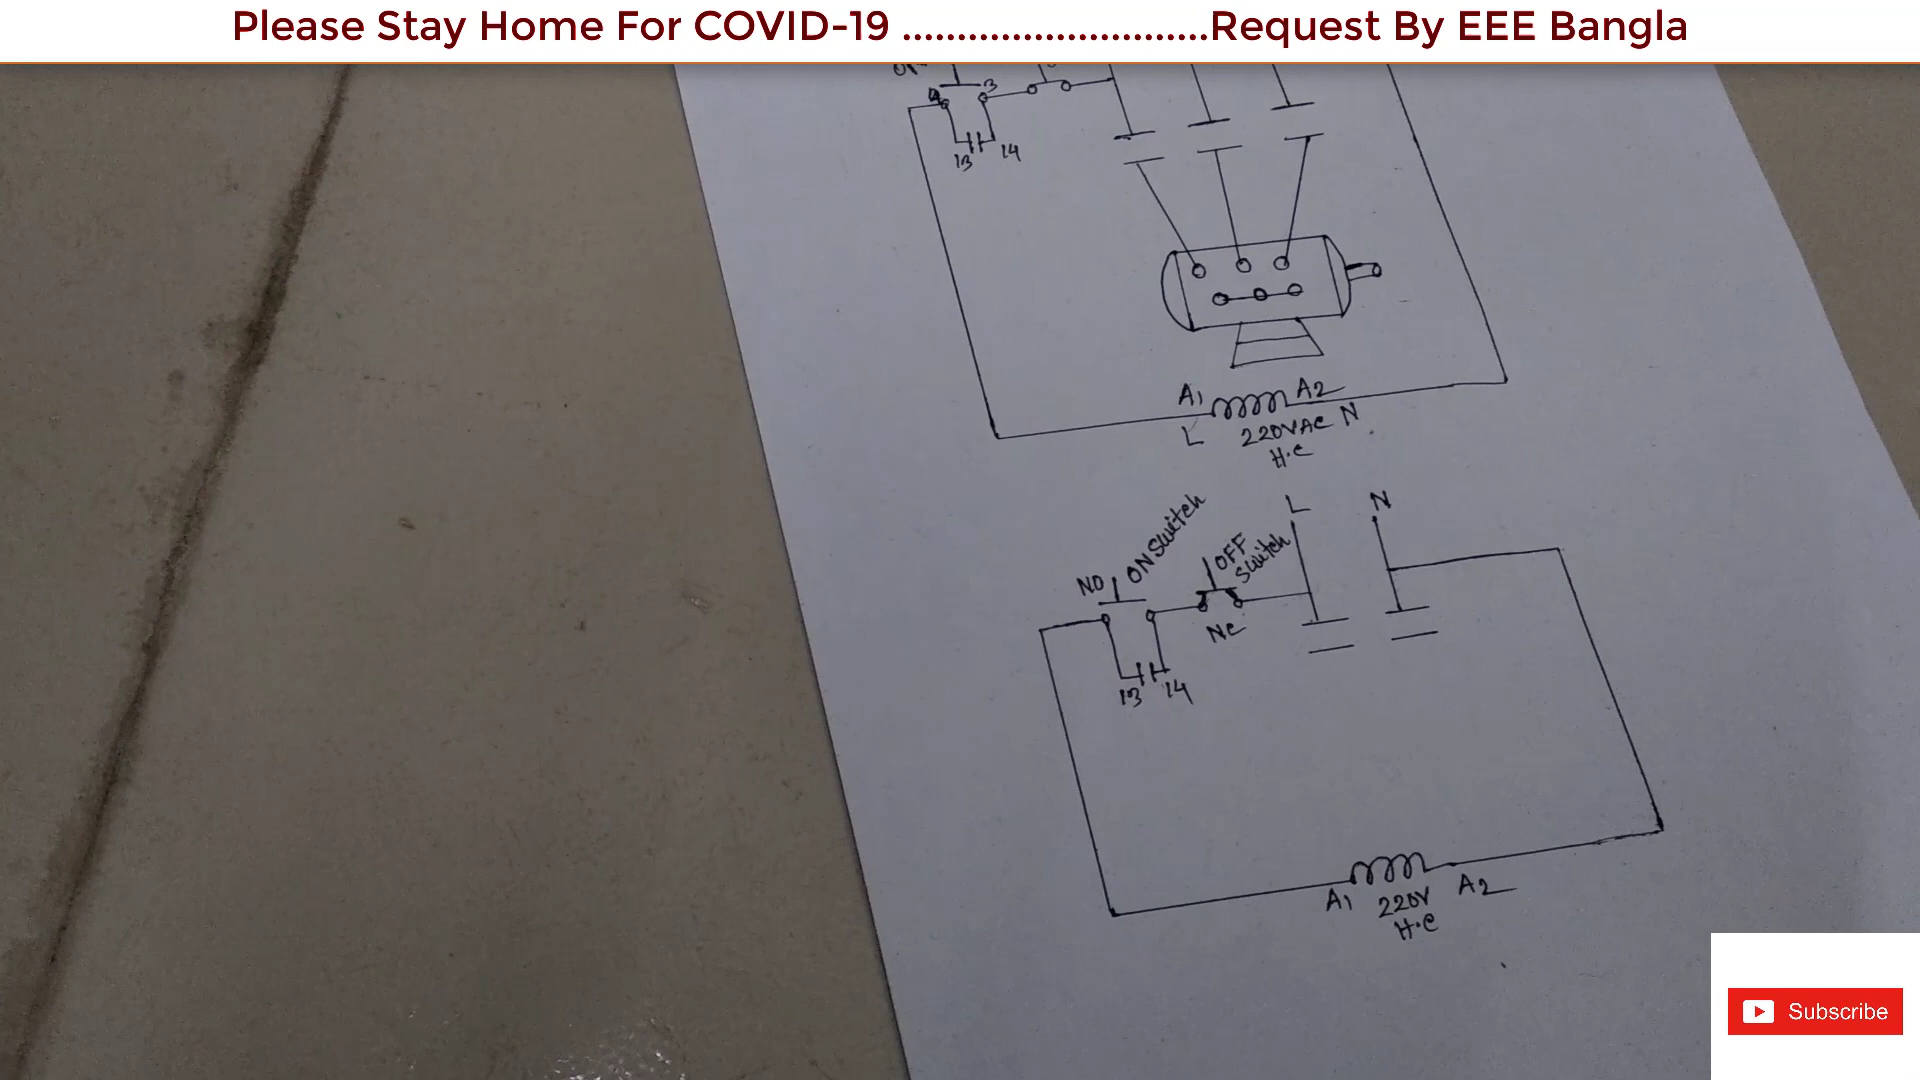 Please Stay Home For COVID-19 ............................Request By EEE Bangla
4 3
13 14
A1 A2
L 220VAC N
H.C
L N
NO ON Switch OFF Switch
NC
13 14
A1 220V A2
H.C
Subscribe